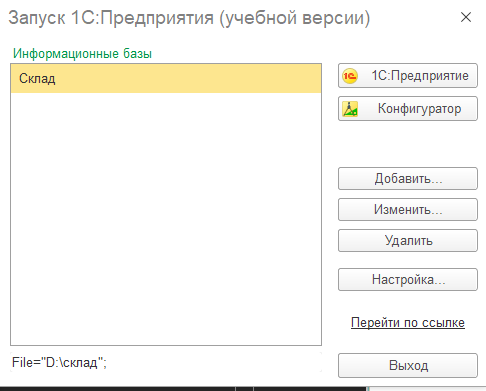 Запуск 1С:Предприятия (учебной версии)
Информационные базы
Склад
1С:Предприятие
Конфигуратор
Добавить...
Изменить...
Удалить
Настройка...
Перейти по ссылке
File="D:\склад";
Выход